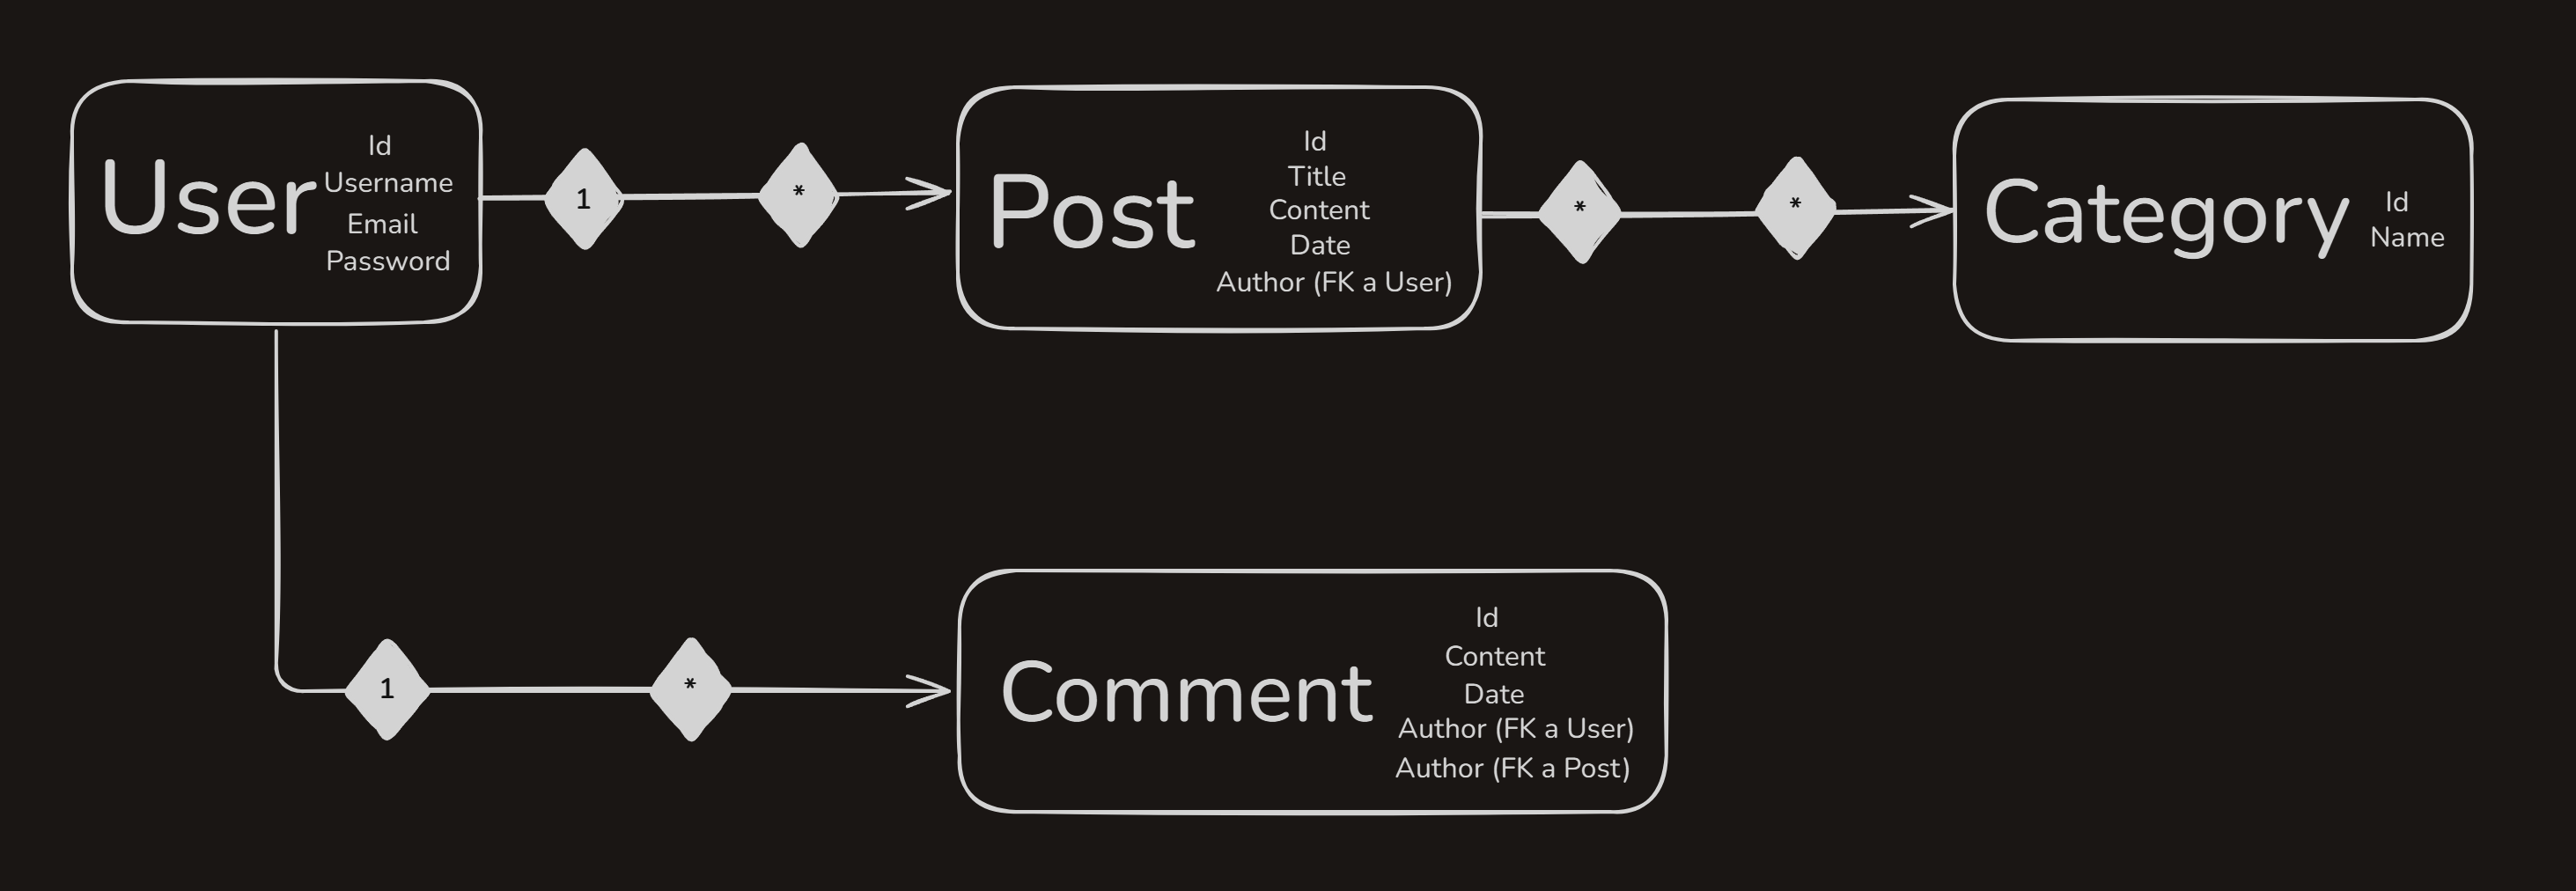 User
Id
Username
Email
Password
1
*
Post
Id
Title
Content
Date
Author (FK a User)
*
*
Category
Id
Name
1
*
Comment
Id
Content
Date
Author (FK a User)
Author (FK a Post)